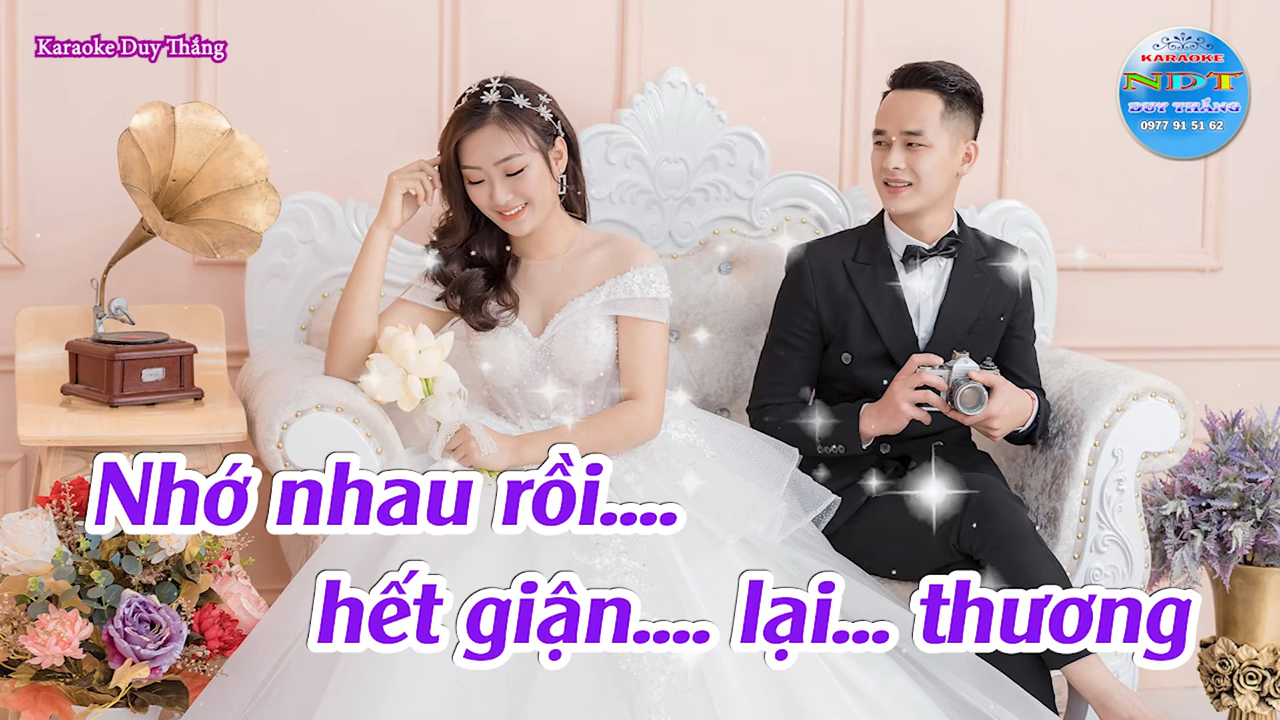 Karaoke Duy Thắng
KARAOKE
NDT
DUY THẮNG
0977 91 51 62
Nhớ nhau rồi....
hết giận.... lại... thương